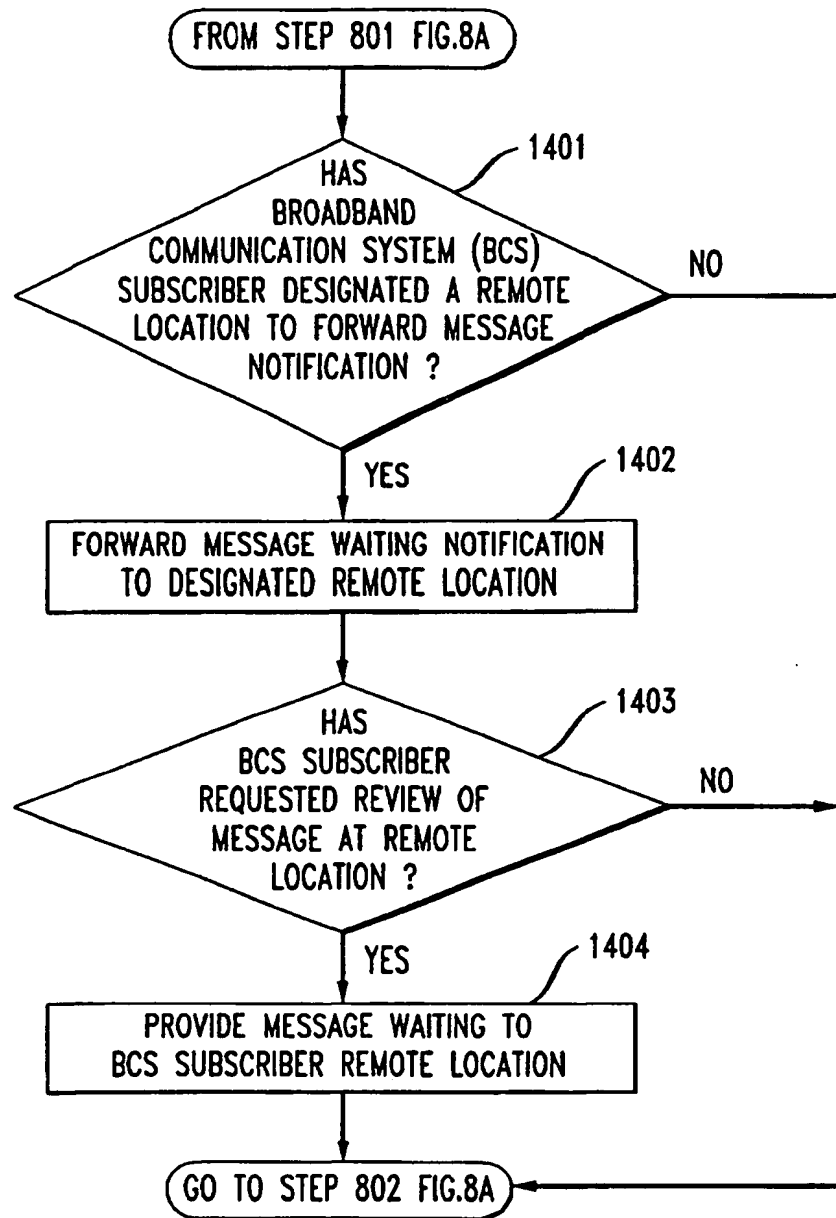 FROM STEP 801 FIG.8A
1401
HAS
BROADBAND
COMMUNICATION SYSTEM (BCS)
SUBSCRIBER DESIGNATED A REMOTE
LOCATION TO FORWARD MESSAGE
NOTIFICATION ?
NO
YES
1402
FORWARD MESSAGE WAITING NOTIFICATION
TO DESIGNATED REMOTE LOCATION
1403
HAS
BCS SUBSCRIBER
REQUESTED REVIEW OF
MESSAGE AT REMOTE
LOCATION ?
NO
YES
1404
PROVIDE MESSAGE WAITING TO
BCS SUBSCRIBER REMOTE LOCATION
GO TO STEP 802 FIG.8A